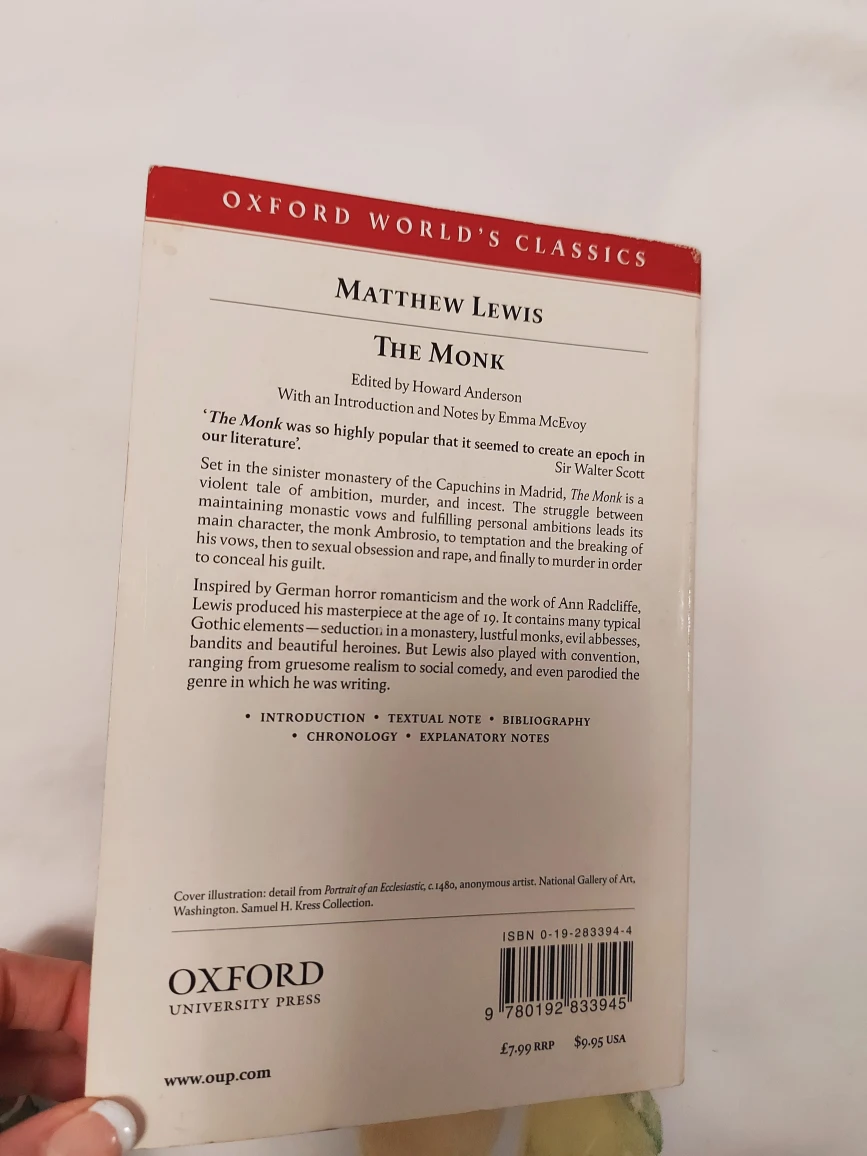 OXFORD WORLD'S CLASSICS
MATTHEW LEWIS
THE MONK
Edited by Howard Anderson
With an Introduction and Notes by Emma McEvoy
'The Monk was so highly popular that it seemed to create an epoch in
our literature'.
Sir Walter Scott
Set in the sinister monastery of the Capuchins in Madrid, The Monk is a
violent tale of ambition, murder, and incest. The struggle between
maintaining monastic vows and fulfilling personal ambitions leads its
main character, the monk Ambrosio, to temptation and the breaking of
his vows, then to sexual obsession and rape, and finally to murder in order
to conceal his guilt.
Inspired by German horror romanticism and the work of Ann Radcliffe,
Lewis produced his masterpiece at the age of 19. It contains many typical
Gothic elements—seduction in a monastery, lustful monks, evil abbesses,
bandits and beautiful heroines. But Lewis also played with convention,
ranging from gruesome realism to social comedy, and even parodied the
genre in which he was writing.
• INTRODUCTION • TEXTUAL NOTE • BIBLIOGRAPHY
• CHRONOLOGY • EXPLANATORY NOTES
Cover illustration: detail from Portrait of an Ecclesiastic, c.1480, anonymous artist. National Gallery of Art,
Washington. Samuel H. Kress Collection.
ISBN 0-19-283394-4
OXFORD
UNIVERSITY PRESS
9 780192 833945
£7.99 RRP $9.95 USA
www.oup.com